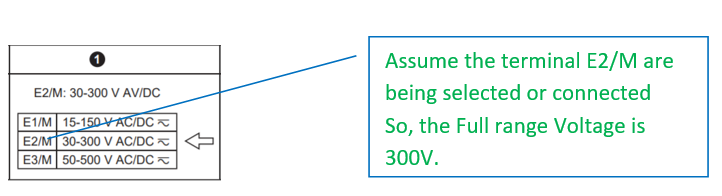 1
E2/M: 30-300 V AV/DC
E1/M 15-150 V AC/DC ⏦
E2/M 30-300 V AC/DC ⏦
E3/M 50-500 V AC/DC ⏦
Assume the terminal E2/M are
being selected or connected
So, the Full range Voltage is
300V.